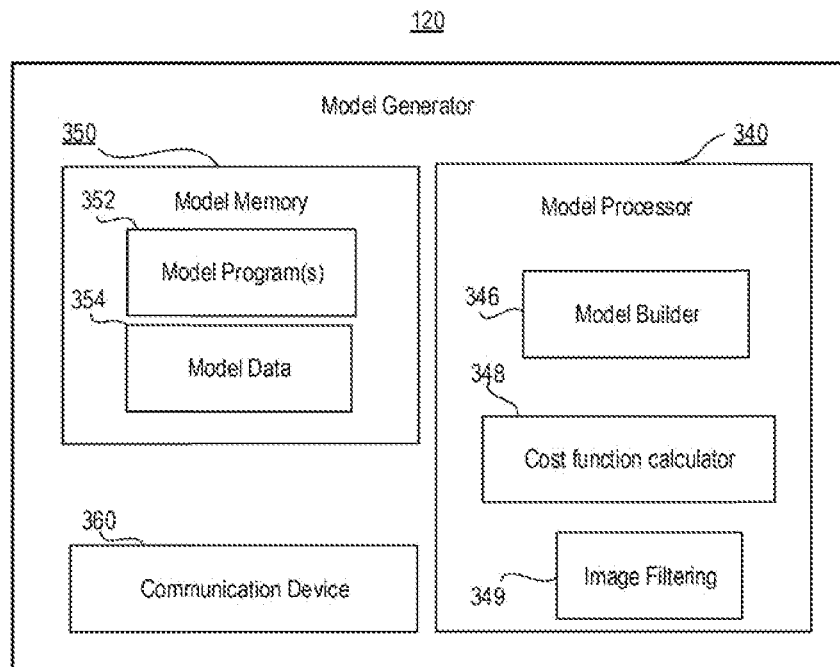 120
Model Generator
350
340
Model Memory
352
Model Program(s)
354
Model Data
Model Processor
346
Model Builder
348
Cost function calculator
360
Communication Device
Image Filtering
349